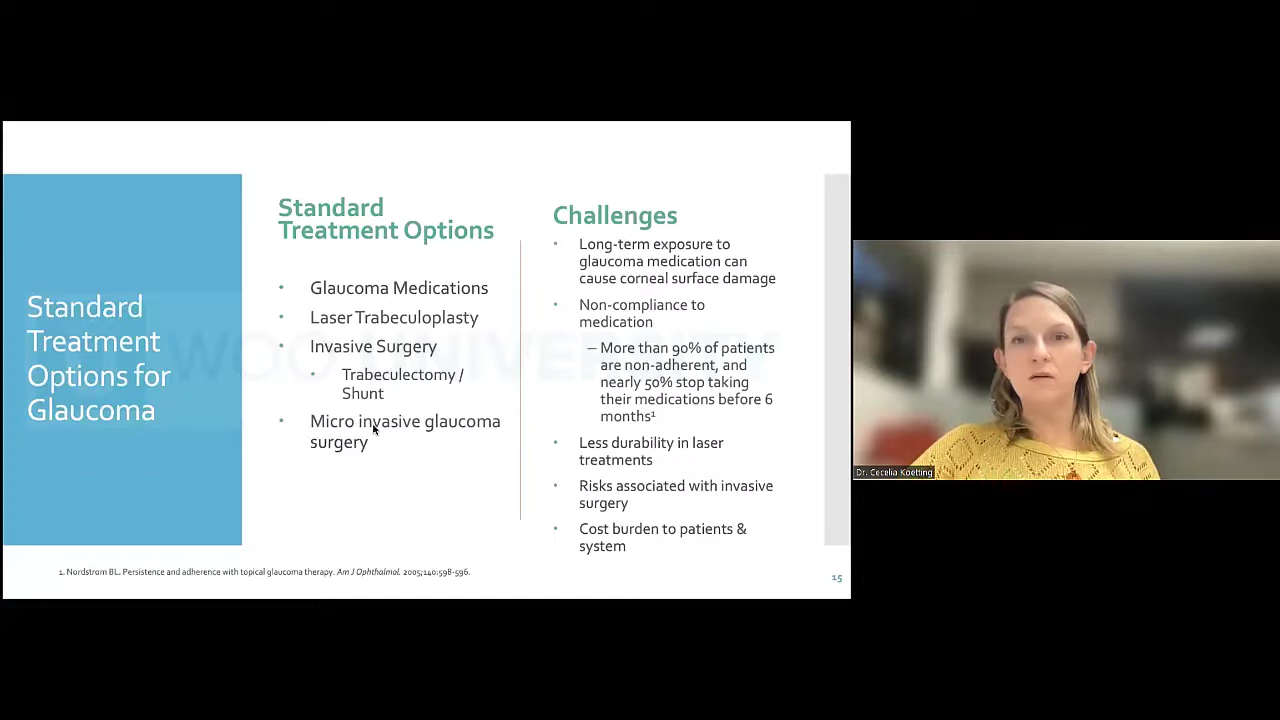 Standard
Treatment
Options for
Glaucoma
Standard
Treatment Options
• Glaucoma Medications
• Laser Trabeculoplasty
• Invasive Surgery
• Trabeculectomy /
Shunt
• Micro invasive glaucoma
surgery
Challenges
• Long-term exposure to
glaucoma medication can
cause corneal surface damage
• Non-compliance to
medication
– More than 90% of patients
are non-adherent, and
nearly 50% stop taking
their medications before 6
months¹
• Less durability in laser
treatments
• Risks associated with invasive
surgery
• Cost burden to patients &
system
1. Nordstrom BL. Persistence and adherence with topical glaucoma therapy. Am J Ophthalmol. 2005;140:598-596.
15
Dr. Cecelia Koetting